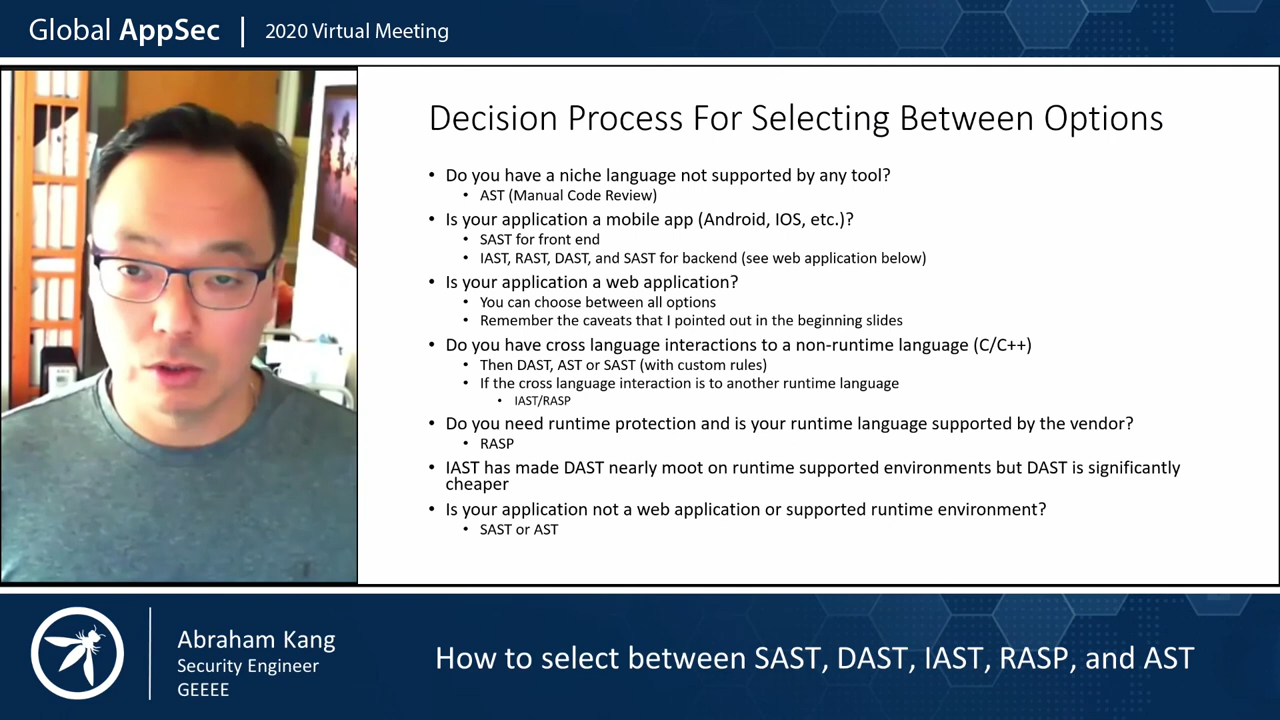 Global AppSec | 2020 Virtual Meeting
Decision Process For Selecting Between Options
• Do you have a niche language not supported by any tool?
• AST (Manual Code Review)
• Is your application a mobile app (Android, IOS, etc.)?
• SAST for front end
• IAST, RAST, DAST, and SAST for backend (see web application below)
• Is your application a web application?
• You can choose between all options
• Remember the caveats that I pointed out in the beginning slides
• Do you have cross language interactions to a non-runtime language (C/C++)
• Then DAST, AST or SAST (with custom rules)
• If the cross language interaction is to another runtime language
• IAST/RASP
• Do you need runtime protection and is your runtime language supported by the vendor?
• RASP
• IAST has made DAST nearly moot on runtime supported environments but DAST is significantly
cheaper
• Is your application not a web application or supported runtime environment?
• SAST or AST
Abraham Kang
Security Engineer
GEEEE
How to select between SAST, DAST, IAST, RASP, and AST